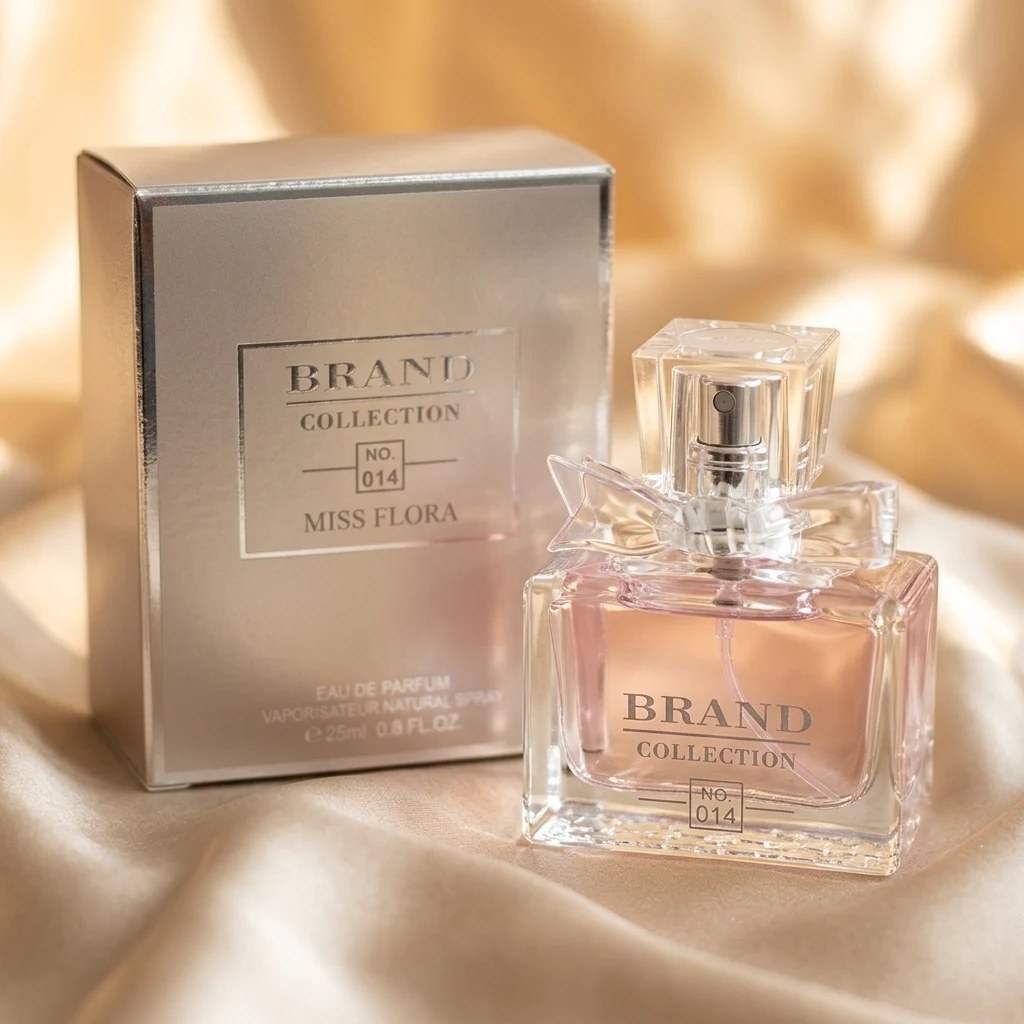 BRAND
COLLECTION
NO.
014
MISS FLORA
EAU DE PARFUM
VAPORISATEUR NATURAL SPRAY
℮ 25ml 0.8 FL.OZ.
BRAND
COLLECTION
NO.
014